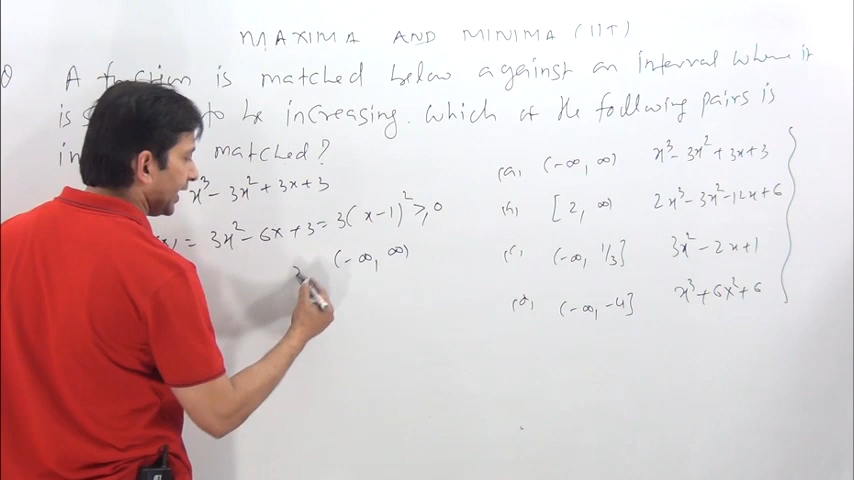 MAXIMA AND MINIMA (IIT)
Q A function is matched below against an interval where it
is to be increasing. Which of the following pairs is
in matched?
x³ - 3x² + 3x + 3
= 3x² - 6x + 3 = 3(x-1)² ≥ 0
(-∞, ∞)
(a) (-∞, ∞) x³ - 3x² + 3x + 3
(b) [2, ∞) 2x³ - 3x² - 12x + 6
(c) (-∞, 1/3] 3x² - 2x + 1
(d) (-∞, -4] x³ + 6x² + 6